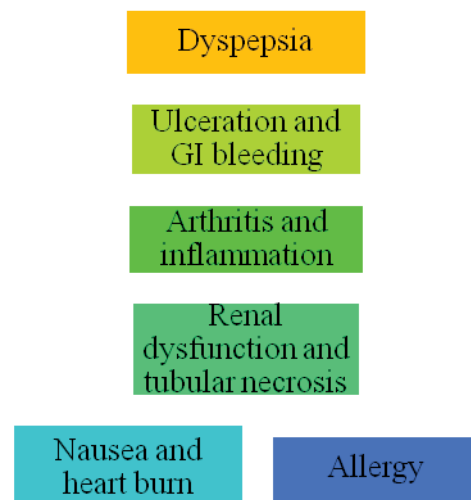 Dyspepsia
Ulceration and
GI bleeding
Arthritis and
inflammation
Renal
dysfunction and
tubular necrosis
Nausea and
heart burn
Allergy